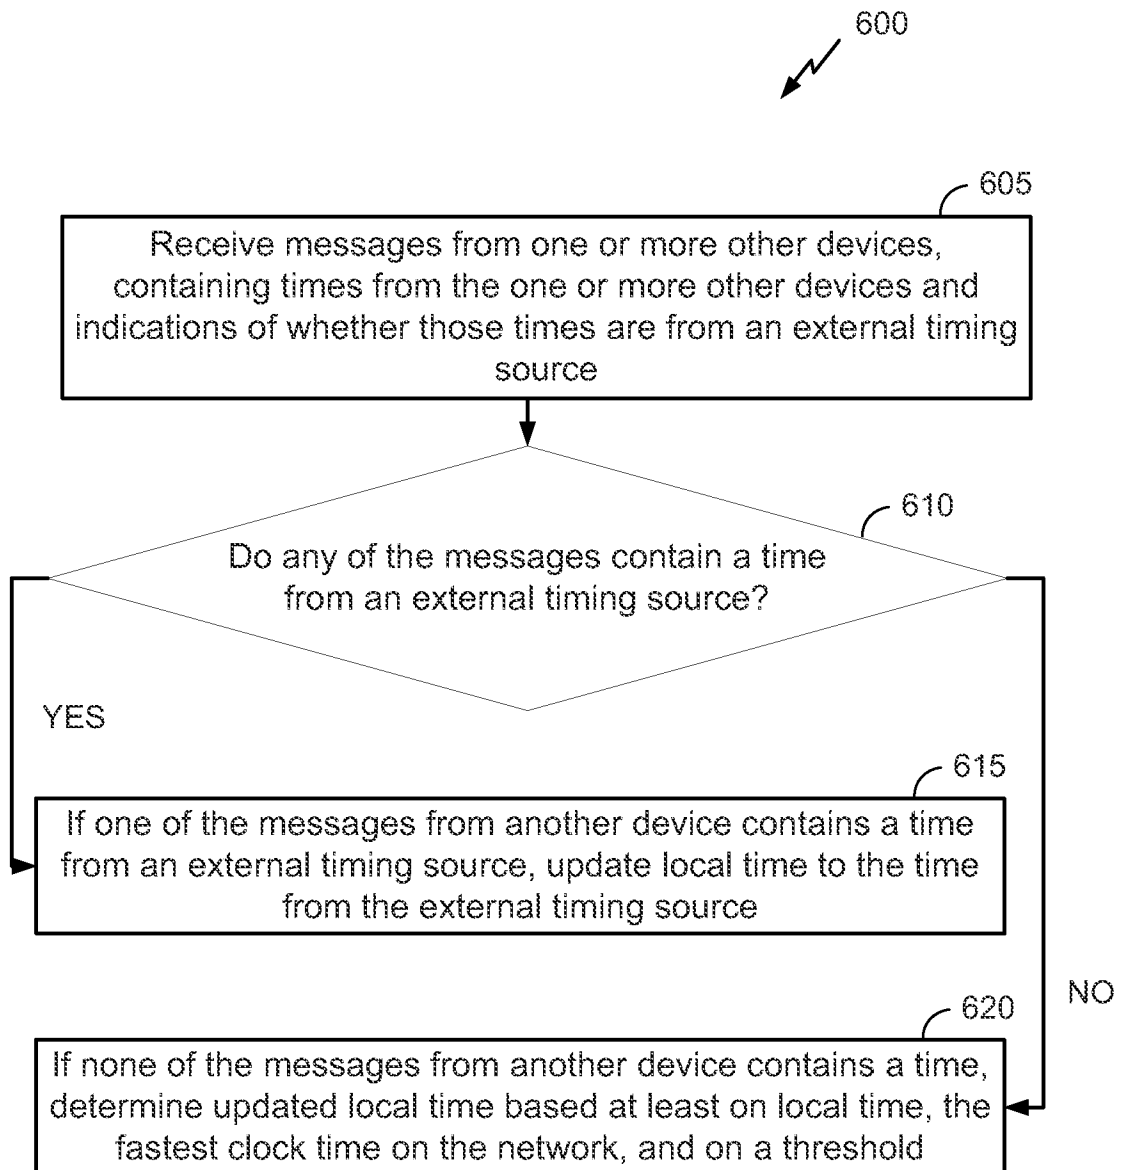 600
605
Receive messages from one or more other devices,
containing times from the one or more other devices and
indications of whether those times are from an external timing
source
610
Do any of the messages contain a time
from an external timing source?
YES
615
If one of the messages from another device contains a time
from an external timing source, update local time to the time
from the external timing source
NO
620
If none of the messages from another device contains a time,
determine updated local time based at least on local time, the
fastest clock time on the network, and on a threshold